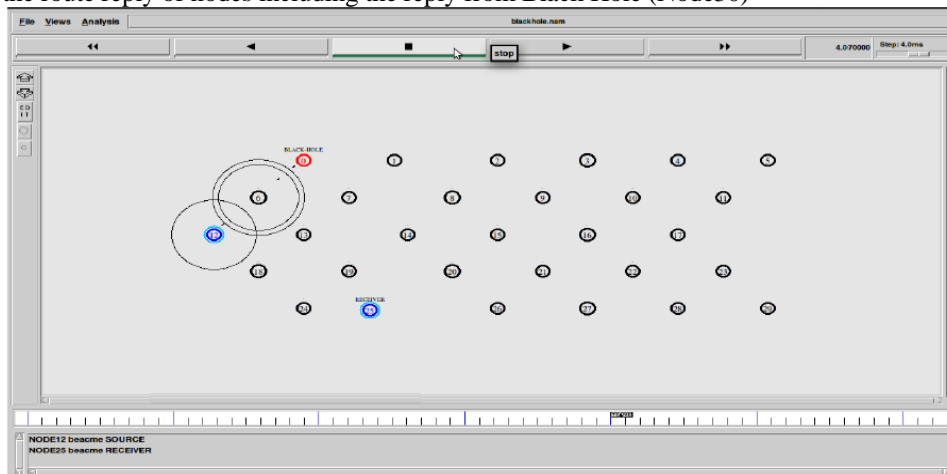 the route reply of nodes including the reply from Black Hole (Node30)
File Views Analysis
blackhole.nam
stop
4.070000
Step: 4.0ms
BLACK-HOLE
0 1 2 3 4 5
6 7 8 9 10 11
12 13 14 15 16 17
18 19 20 21 22 23
RECEIVER
24 25 26 27 28 29
NODE12 beacme SOURCE
NODE25 beacme RECEIVER